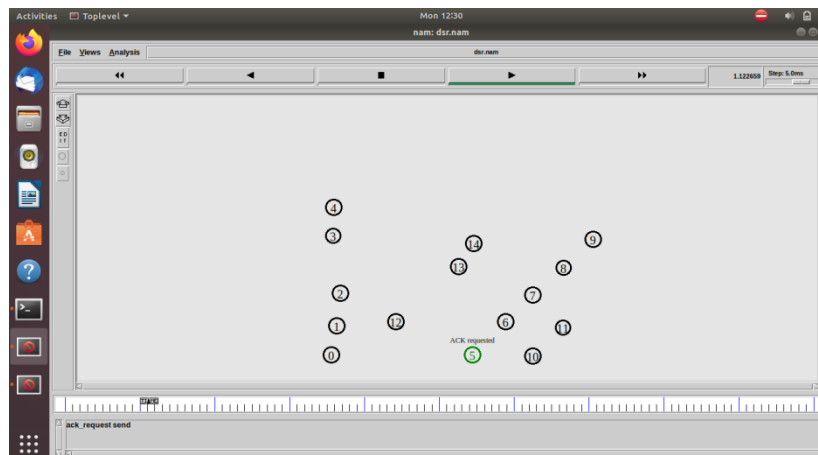 Activities Toplevel Mon 12:30
nam: dsr.nam
File Views Analysis dsr.nam
1.122659 Step: 5.0ms
4
3
14
9
13
8
2
7
1
12
6
11
ACK requested
0
5
10
ack_request send